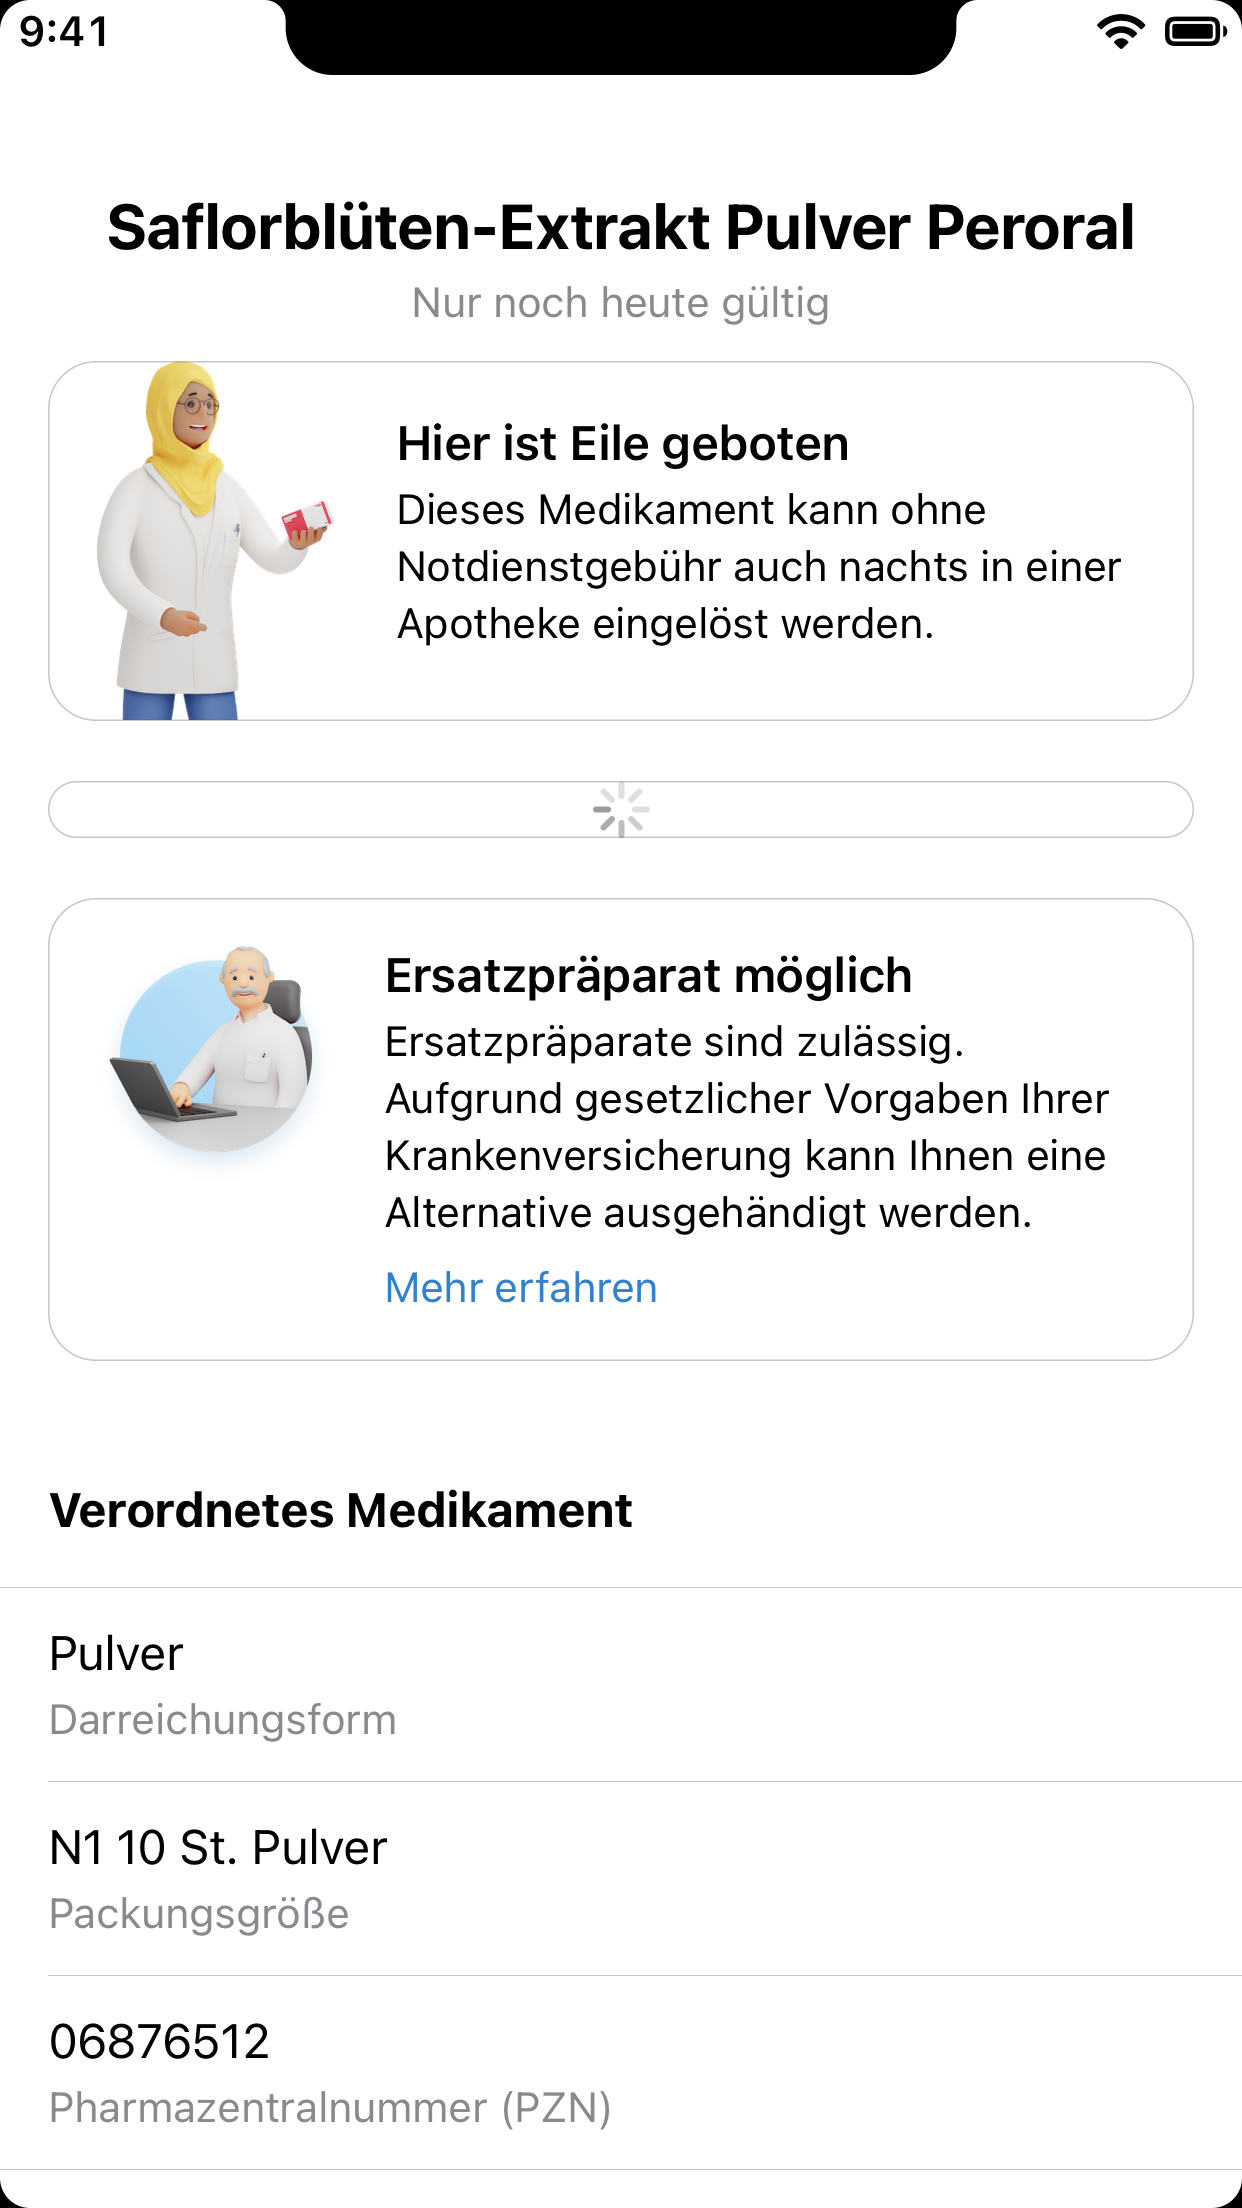 9:41
Saflorblüten-Extrakt Pulver Peroral
Nur noch heute gültig
Hier ist Eile geboten
Dieses Medikament kann ohne
Notdienstgebühr auch nachts in einer
Apotheke eingelöst werden.
Ersatzpräparat möglich
Ersatzpräparate sind zulässig.
Aufgrund gesetzlicher Vorgaben Ihrer
Krankenversicherung kann Ihnen eine
Alternative ausgehändigt werden.
Mehr erfahren
Verordnetes Medikament
Pulver
Darreichungsform
N1 10 St. Pulver
Packungsgröße
06876512
Pharmazentralnummer (PZN)